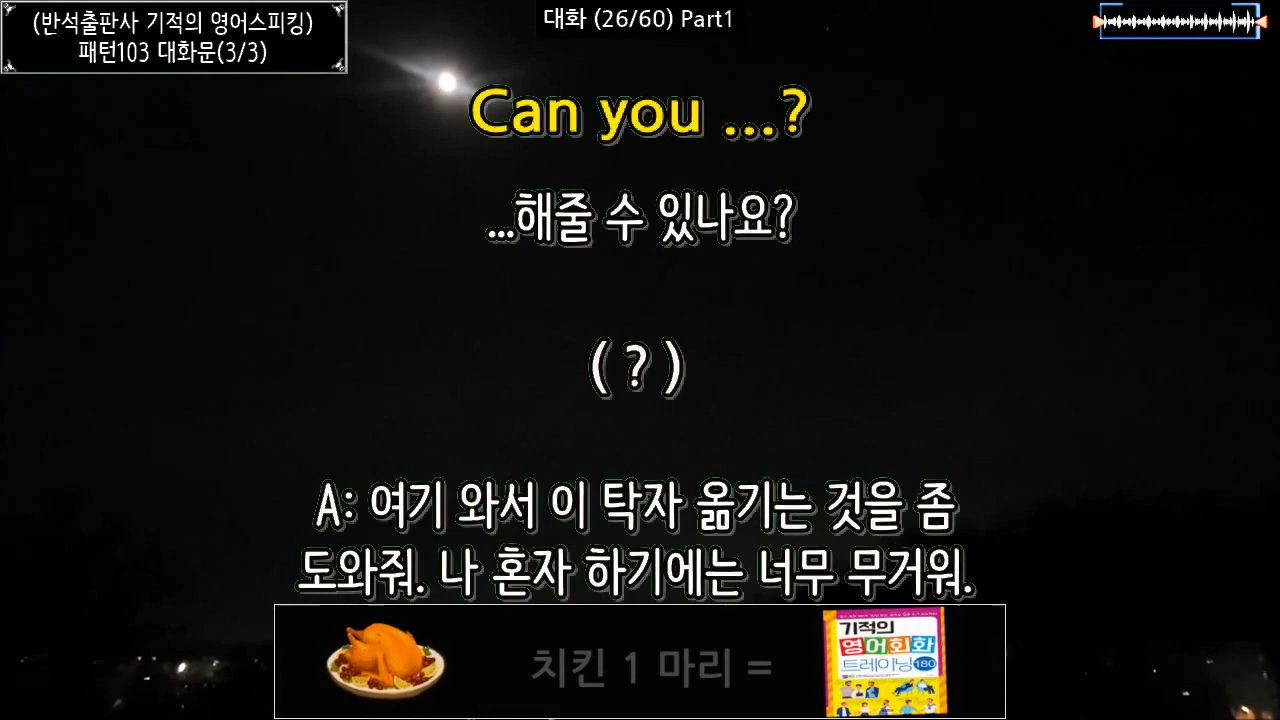 (반석출판사 기적의 영어스피킹)
패턴103 대화문(3/3)
대화 (26/60) Part1
Can you ...?
...해줄 수 있나요?
( ? )
A: 여기 와서 이 탁자 옮기는 것을 좀
도와줘. 나 혼자 하기에는 너무 무거워.
치킨 1 마리 =
기적의
영어회화
트레이닝 180